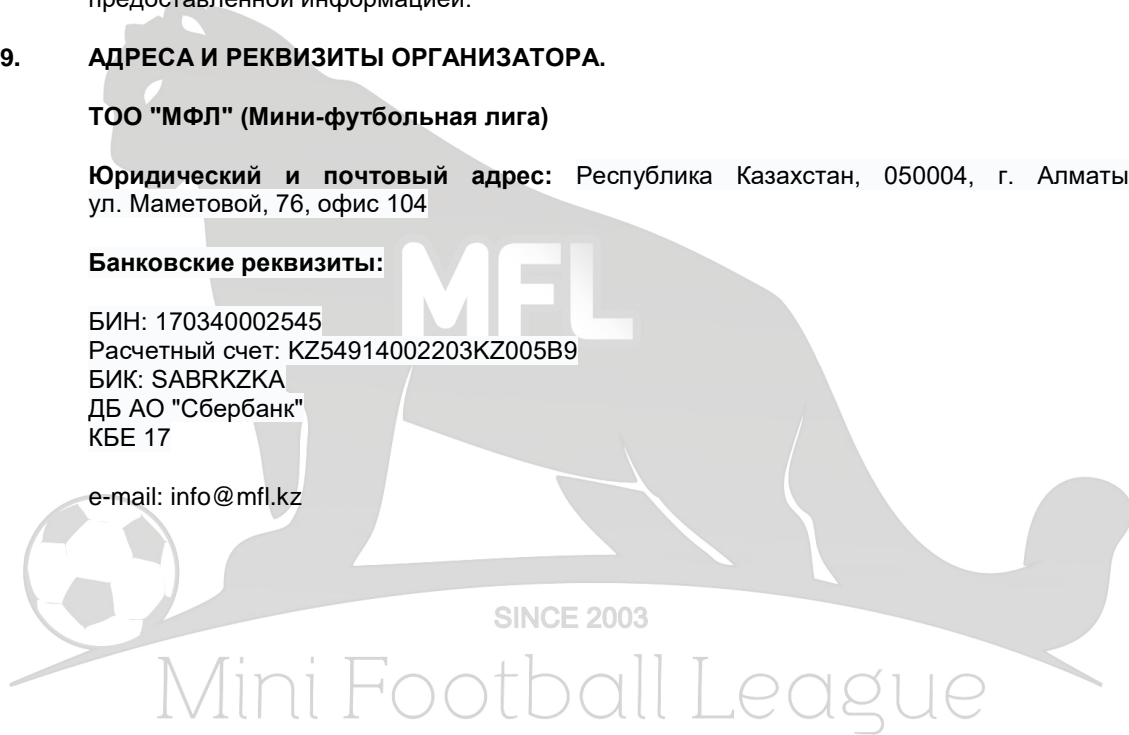 предоставленной информацией.
9. АДРЕСА И РЕКВИЗИТЫ ОРГАНИЗАТОРА.
ТОО "МФЛ" (Мини-футбольная лига)
Юридический и почтовый адрес: Республика Казахстан, 050004, г. Алматы
ул. Маметовой, 76, офис 104
Банковские реквизиты:
MFL
БИН: 170340002545
Расчетный счет: KZ54914002203KZ005B9
БИК: SABRKZKA
ДБ АО "Сбербанк"
КБЕ 17
e-mail: info@mfl.kz
SINCE 2003
Mini Football League